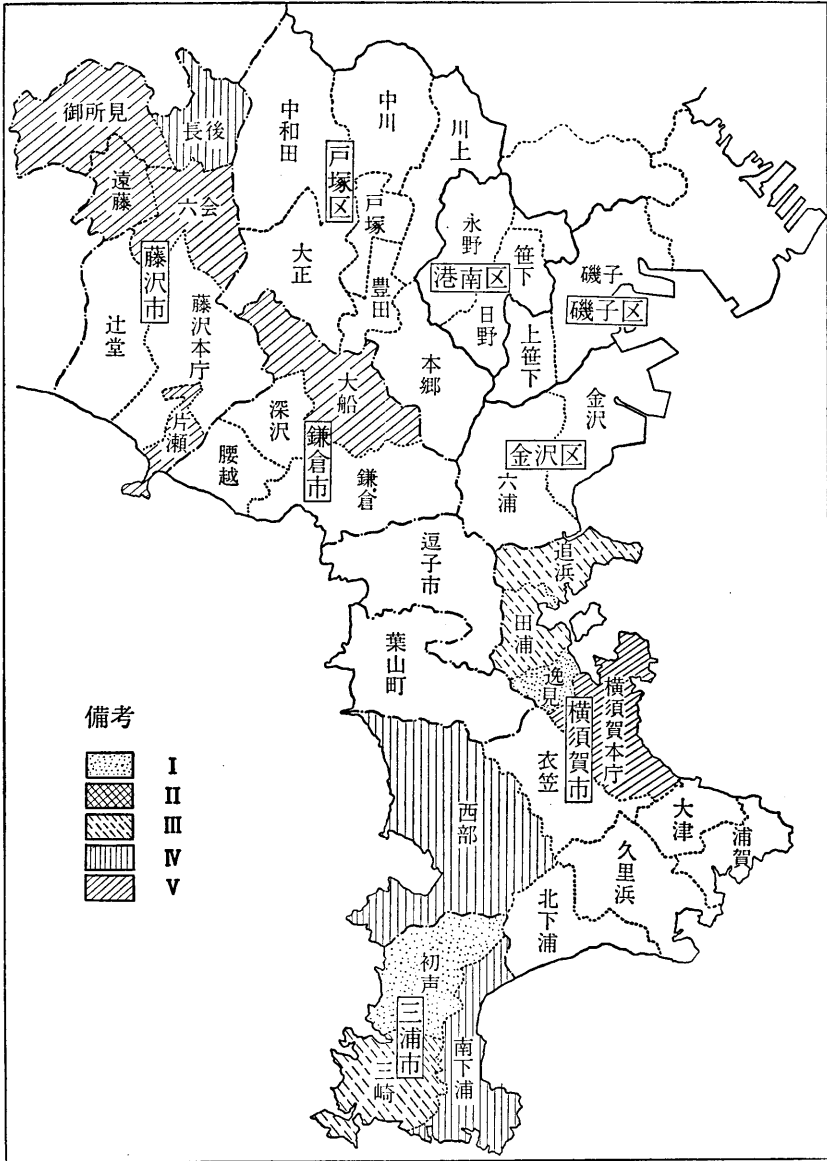 御所見
長後
中和田
中川
川上
戸塚区
遠藤
六会
戸塚
永野
笹下
大正
港南区
磯子
藤沢市
磯子区
辻堂
藤沢本庁
豊田
日野
上笹下
大船
本郷
金沢
片瀬
深沢
鎌倉市
金沢区
腰越
鎌倉
六浦
追浜
逗子市
田浦
葉山町
逸見
横須賀本庁
横須賀市
衣笠
備考
I
II
III
IV
V
西部
大津
浦賀
久里浜
北下浦
初声
三浦市
南下浦
三崎